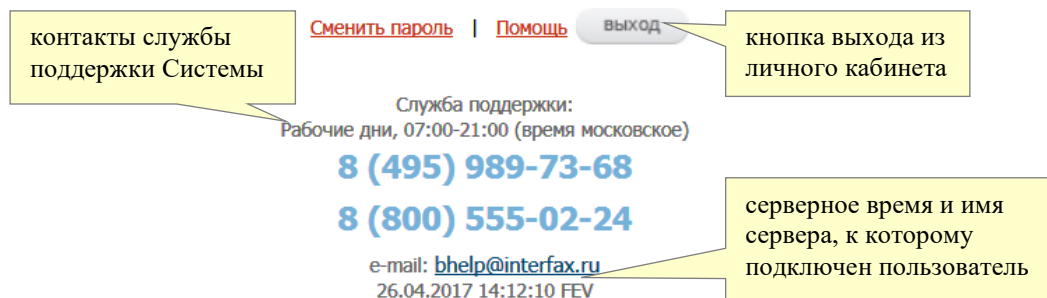 контакты службы
поддержки Системы
Сменить пароль | Помощь выход
кнопка выхода из
личного кабинета
Служба поддержки:
Рабочие дни, 07:00-21:00 (время московское)
8 (495) 989-73-68
8 (800) 555-02-24
e-mail: bhelp@interfax.ru
26.04.2017 14:12:10 FEV
серверное время и имя
сервера, к которому
подключен пользователь